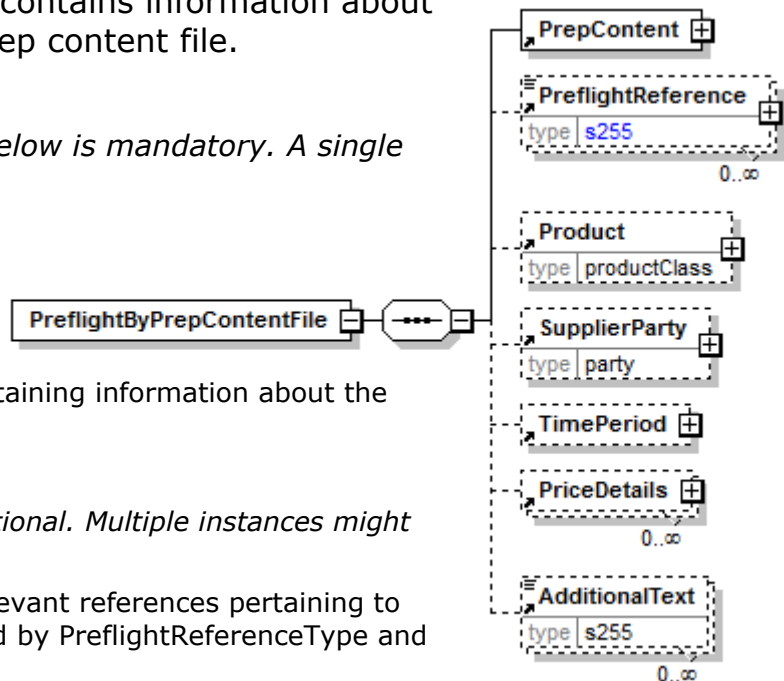 contains information about
ep content file.
elow is mandatory. A single
taining information about the
tional. Multiple instances might
evant references pertaining to
d by PreflightReferenceType and
PreflightByPrepContentFile
PrepContent
PreflightReference
type s255
0..∞
Product
type productClass
SupplierParty
type party
TimePeriod
PriceDetails
0..∞
AdditionalText
type s255
0..∞